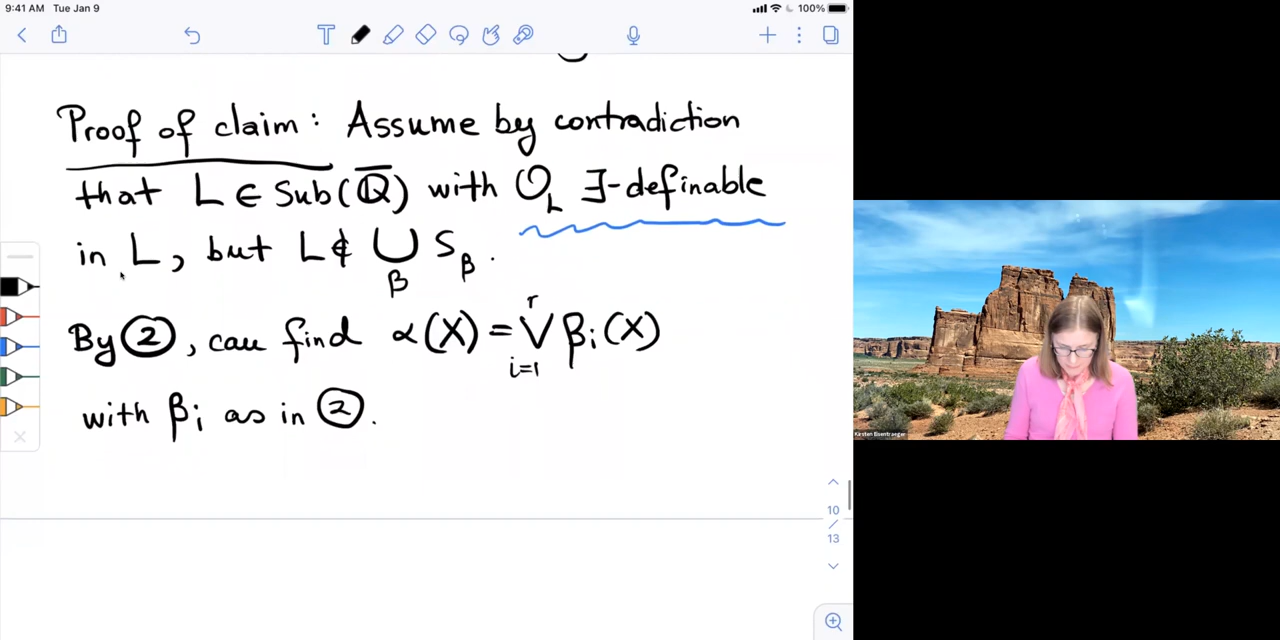 9:41 AM Tue Jan 9
100%
Proof of claim: Assume by contradiction
that L ∈ Sub(Q̅) with O_L ∃-definable
in L, but L ∉ ⋃_β S_β.
By ②, can find α(X) = ⋁_{i=1}^{r} β_i(X)
with β_i as in ②.
10
/
13
Kirsten Eisentraeger